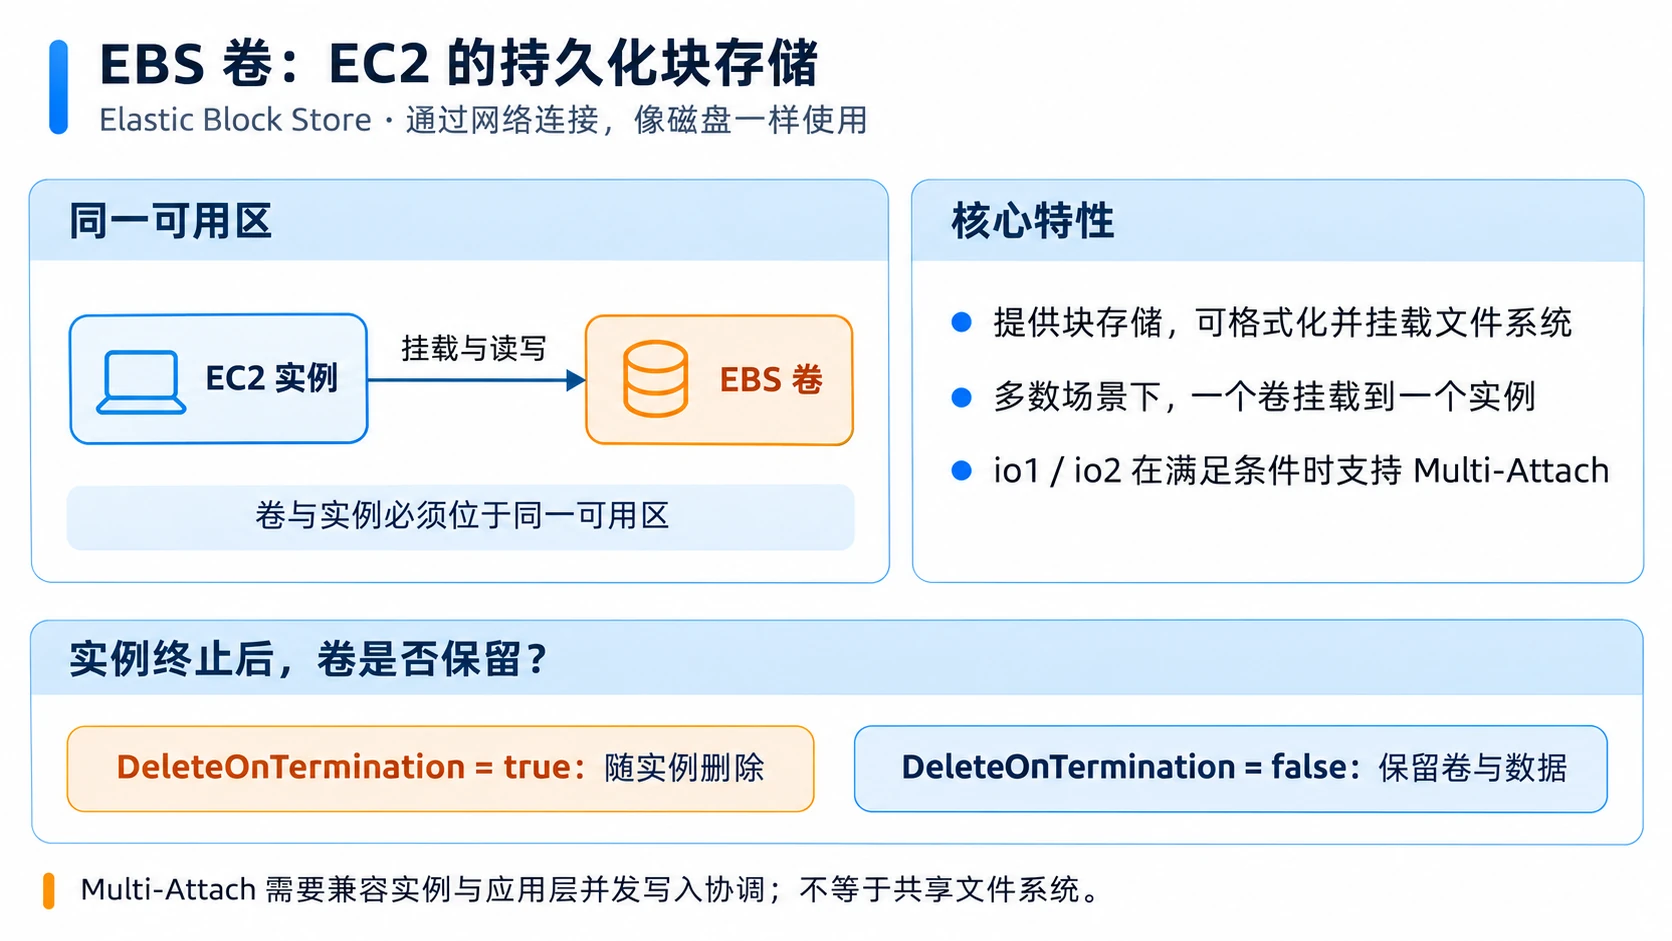 EBS 卷：EC2 的持久化块存储
Elastic Block Store · 通过网络连接，像磁盘一样使用
同一可用区
EC2 实例
挂载与读写
EBS 卷
卷与实例必须位于同一可用区
核心特性
提供块存储，可格式化并挂载文件系统
多数场景下，一个卷挂载到一个实例
io1 / io2 在满足条件时支持 Multi-Attach
实例终止后，卷是否保留？
DeleteOnTermination = true：随实例删除
DeleteOnTermination = false：保留卷与数据
Multi-Attach 需要兼容实例与应用层并发写入协调；不等于共享文件系统。